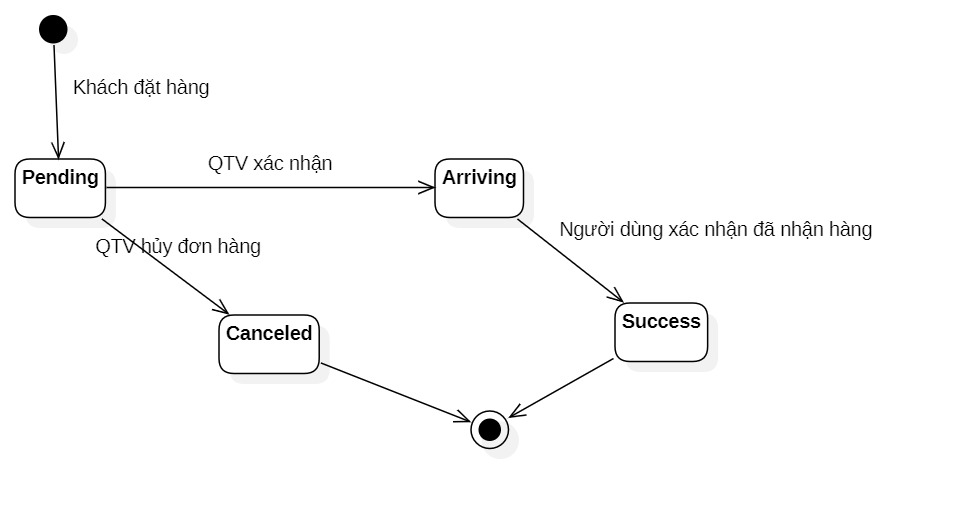 Khách đặt hàng
QTV xác nhận
Pending
Arriving
Người dùng xác nhận đã nhận hàng
QTV hủy đơn hàng
Success
Canceled